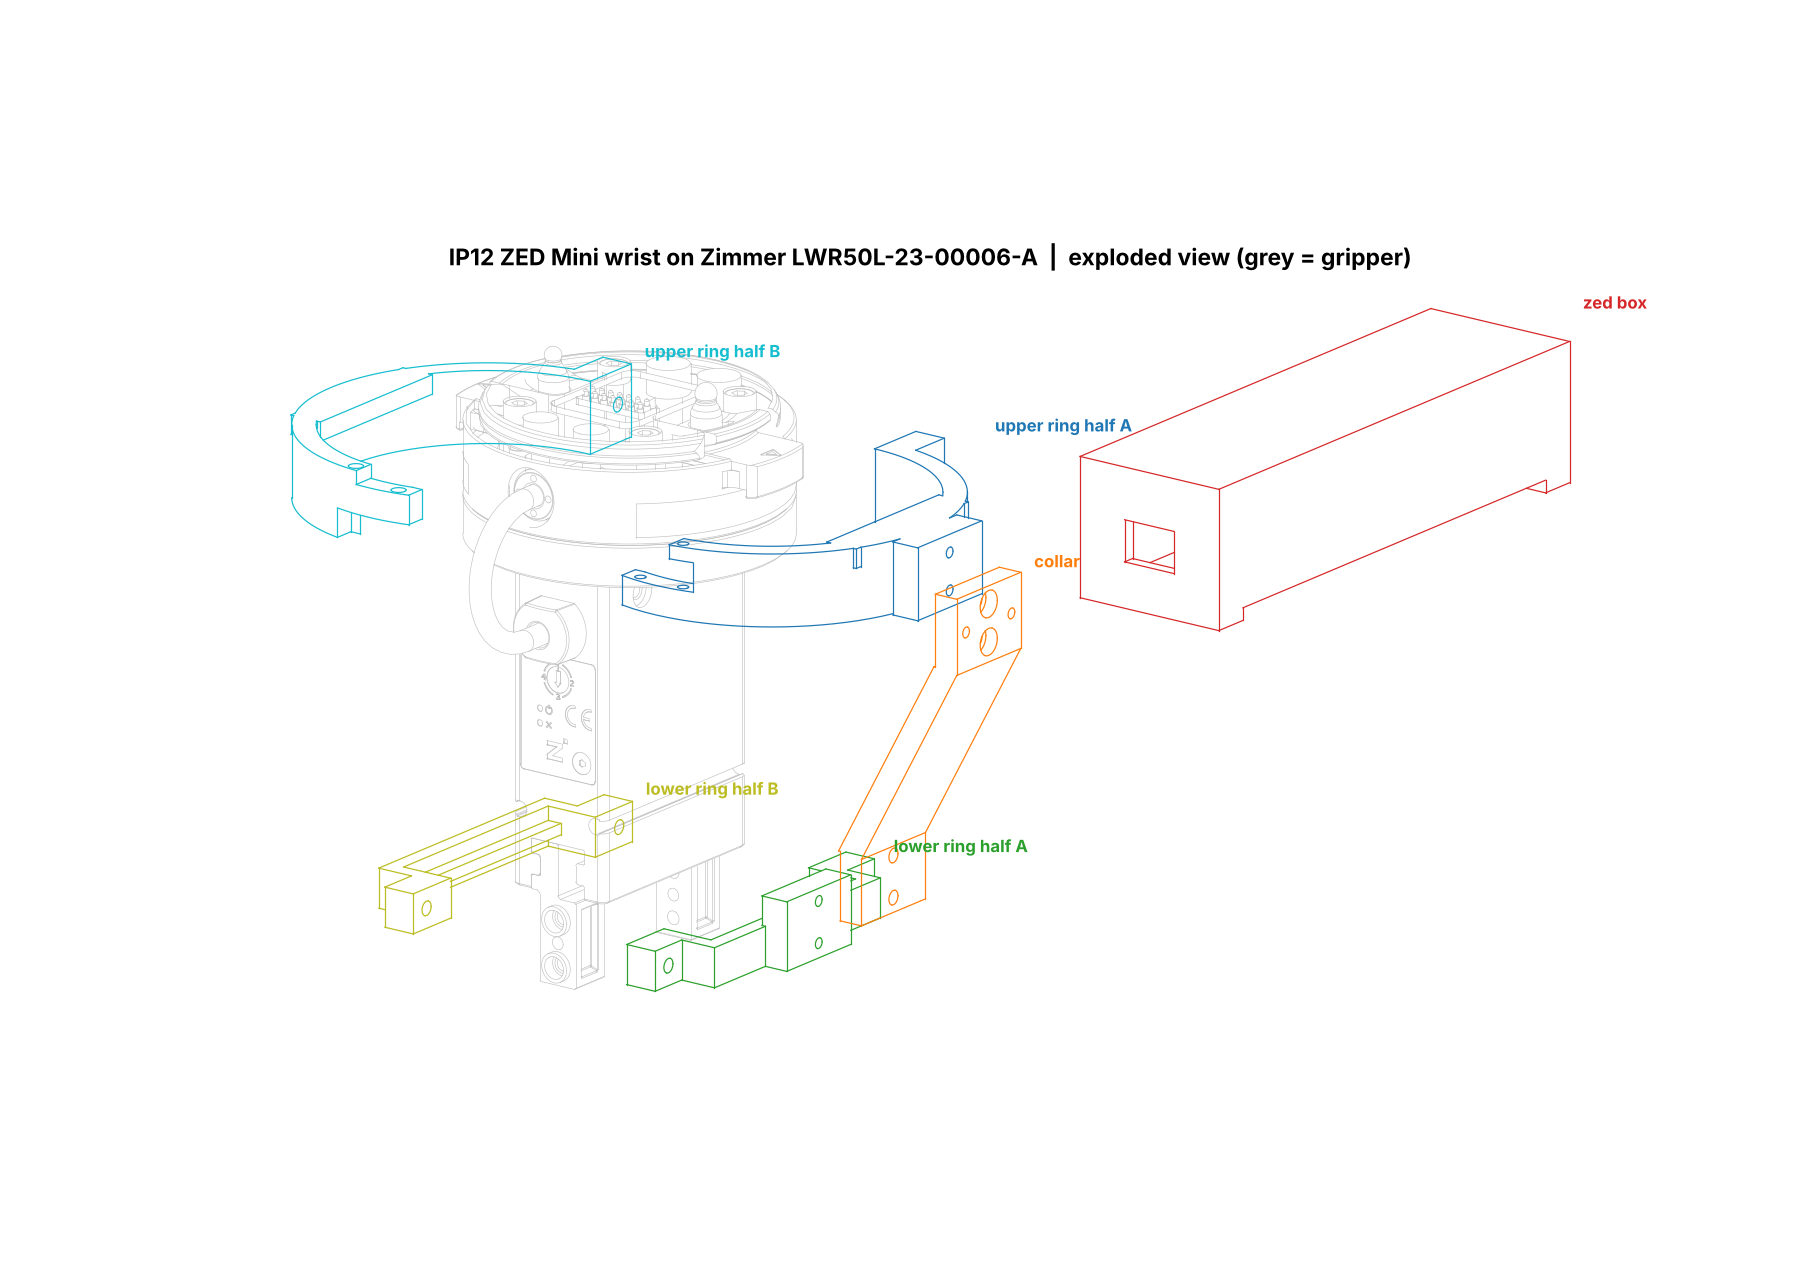 IP12 ZED Mini wrist on Zimmer LWR50L-23-00006-A | exploded view (grey = gripper)
zed box
upper ring half B
upper ring half A
collar
CE
lower ring half B
lower ring half A